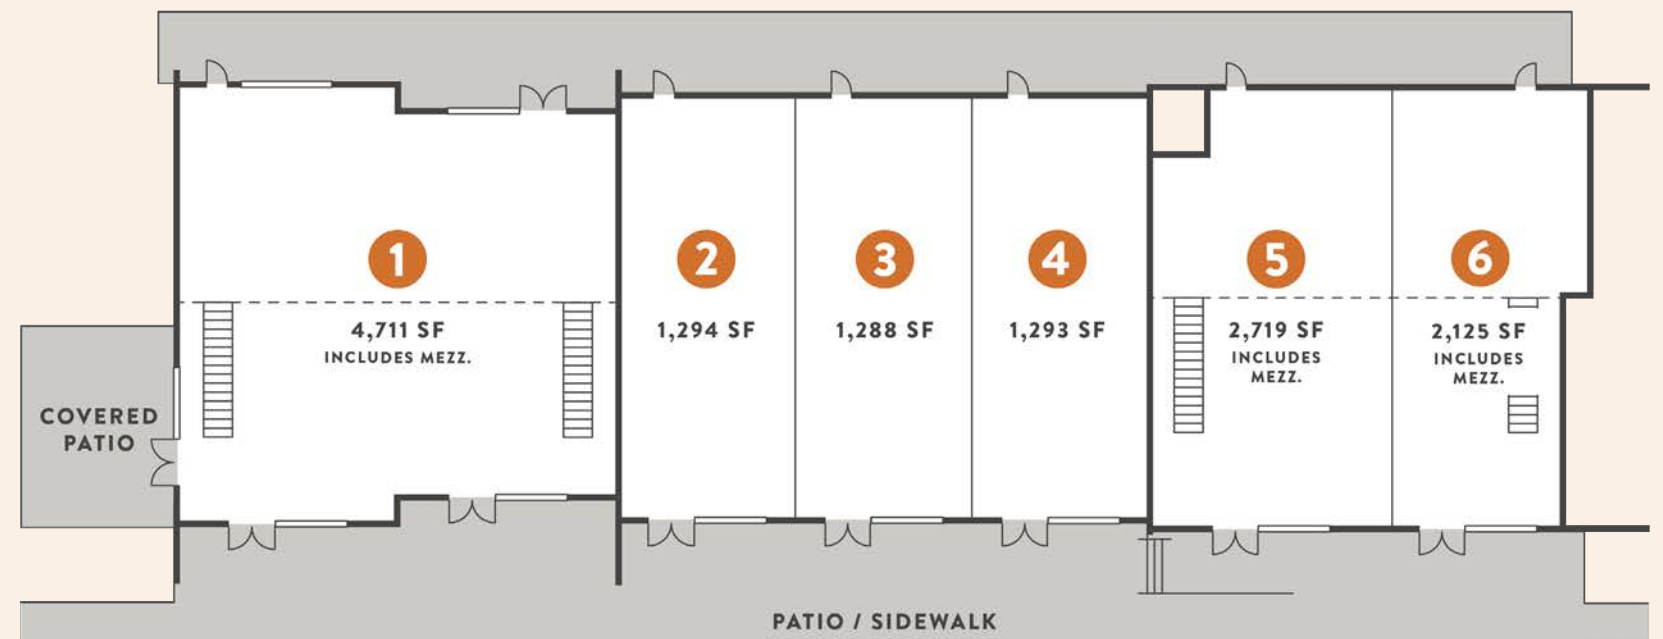 1
2
3
4
5
6
4,711 SF
INCLUDES MEZZ.
1,294 SF
1,288 SF
1,293 SF
2,719 SF
INCLUDES
MEZZ.
2,125 SF
INCLUDES
MEZZ.
COVERED
PATIO
PATIO / SIDEWALK